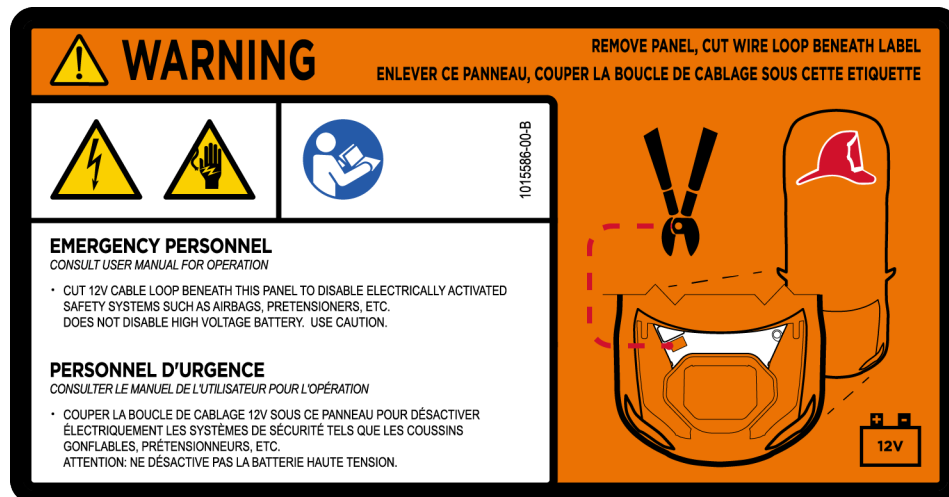 WARNING
REMOVE PANEL, CUT WIRE LOOP BENEATH LABEL
ENLEVER CE PANNEAU, COUPER LA BOUCLE DE CABLAGE SOUS CETTE ETIQUETTE
10155586-00-B
EMERGENCY PERSONNEL
CONSULT USER MANUAL FOR OPERATION
· CUT 12V CABLE LOOP BENEATH THIS PANEL TO DISABLE ELECTRICALLY ACTIVATED
SAFETY SYSTEMS SUCH AS AIRBAGS, PRETENSIONERS, ETC.
DOES NOT DISABLE HIGH VOLTAGE BATTERY. USE CAUTION.
PERSONNEL D'URGENCE
CONSULTER LE MANUEL DE L'UTILISATEUR POUR L'OPÉRATION
· COUPER LA BOUCLE DE CABLAGE 12V SOUS CE PANNEAU POUR DÉSACTIVER
ÉLECTRIQUEMENT LES SYSTÈMES DE SÉCURITÉ TELS QUE LES COUSSINS
GONFLABLES, PRÉTENSIONNEURS, ETC.
ATTENTION: NE DÉSACTIVE PAS LA BATTERIE HAUTE TENSION.
12V